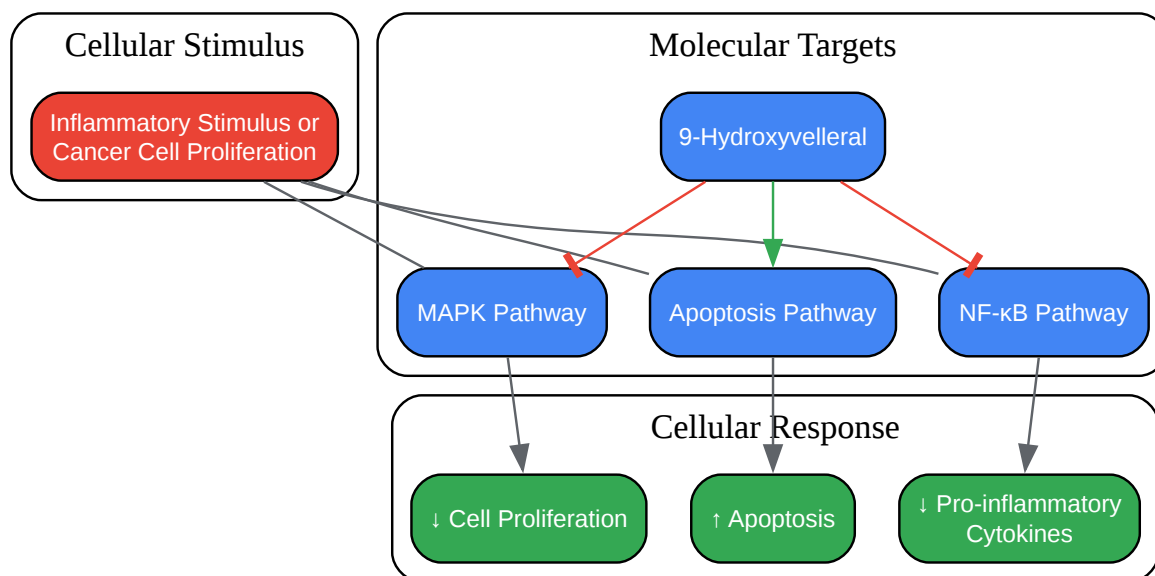 Cellular Stimulus
Inflammatory Stimulus or
Cancer Cell Proliferation
Molecular Targets
9-Hydroxyvelleral
MAPK Pathway
Apoptosis Pathway
NF-κB Pathway
Cellular Response
↓ Cell Proliferation
↑ Apoptosis
↓ Pro-inflammatory
Cytokines